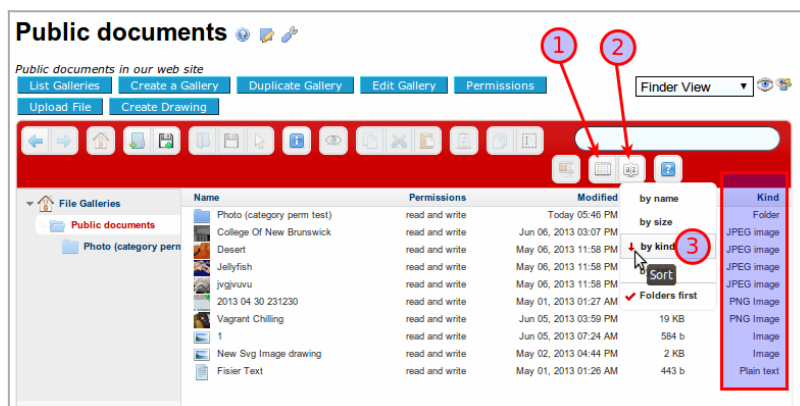 Public documents
Public documents in our web site
List Galleries Create a Gallery Duplicate Gallery Edit Gallery Permissions
Upload File Create Drawing
Finder View
1 2
File Galleries
Public documents
Photo (category perm
Name Permissions Modified Kind
Photo (category perm test) read and write Today 05:46 PM Folder
College Of New Brunswick read and write Jun 06, 2013 03:07 PM JPEG image
Desert read and write May 06, 2013 11:58 PM JPEG image
Jellyfish read and write May 06, 2013 11:58 PM JPEG image
jvgjvuvu read and write May 06, 2013 11:58 PM JPEG image
2013 04 30 231230 read and write May 01, 2013 01:27 AM PNG Image
Vagrant Chilling read and write Jun 05, 2013 03:59 PM 19 KB PNG Image
1 read and write Jun 05, 2013 07:24 AM 584 b Image
New Svg Image drawing read and write May 02, 2013 04:44 PM 2 KB Image
Fisier Text read and write May 01, 2013 01:26 AM 443 b Plain text
by name
by size
by kind 3
Sort
Folders first